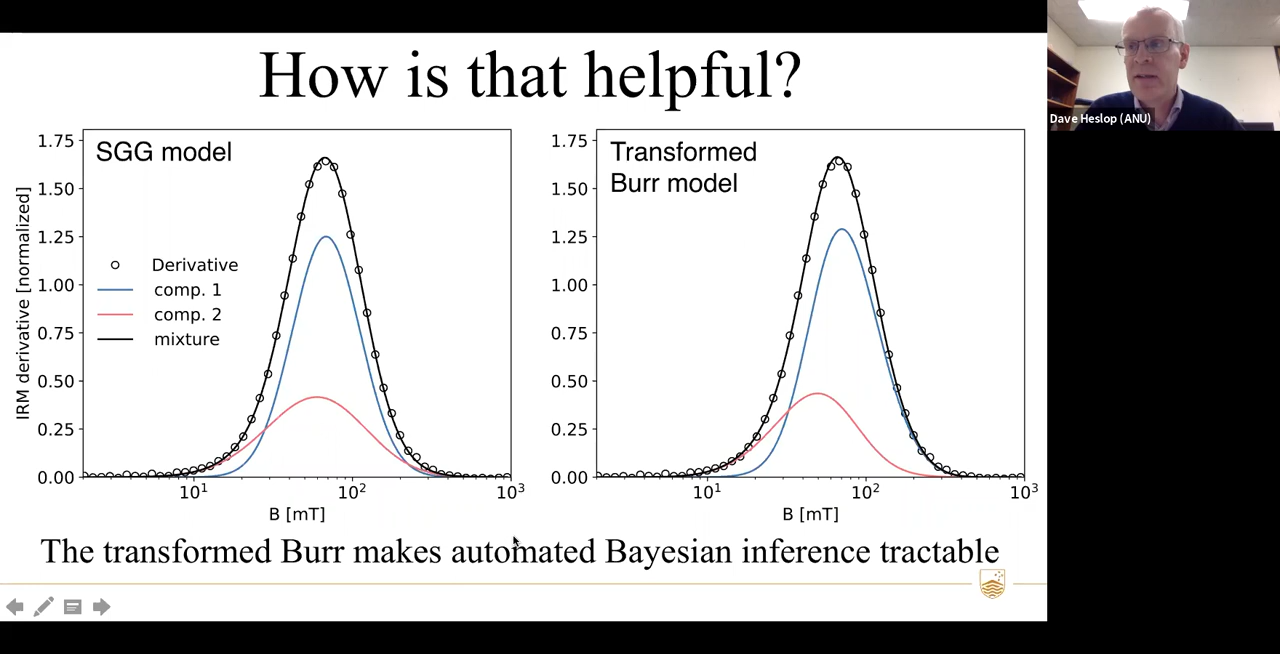 How is that helpful?
SGG model
IRM derivative [normalized]
1.75
1.50
1.25
1.00
0.75
0.50
0.25
0.00
Derivative
comp. 1
comp. 2
mixture
10¹
10²
10³
B [mT]
Transformed
Burr model
1.75
1.50
1.25
1.00
0.75
0.50
0.25
0.00
10¹
10²
10³
B [mT]
The transformed Burr makes automated Bayesian inference tractable
Dave Heslop (ANU)